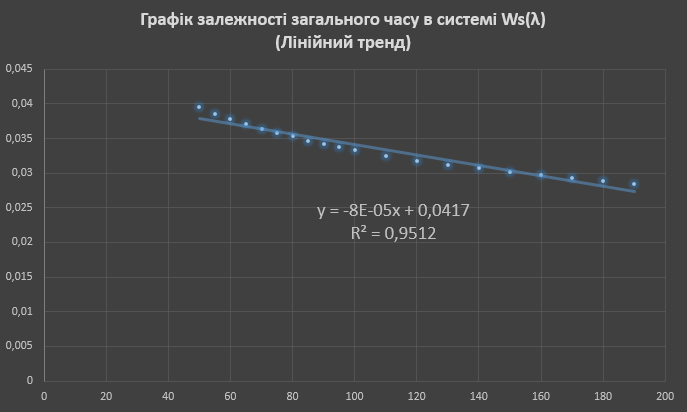 Графік залежності загального часу в системі Ws(λ)
(Лінійний тренд)
0,045
0,04
0,035
0,03
0,025
0,02
0,015
0,01
0,005
0
y = -8E-05x + 0,0417
R² = 0,9512
0 20 40 60 80 100 120 140 160 180 200